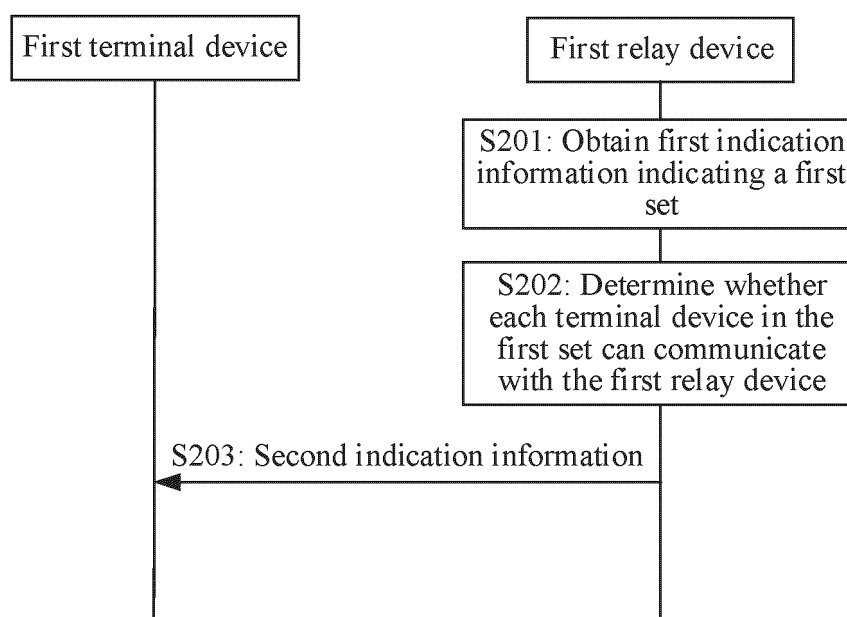 First terminal device
First relay device
S201: Obtain first indication
information indicating a first
set
S202: Determine whether
each terminal device in the
first set can communicate
with the first relay device
S203: Second indication information